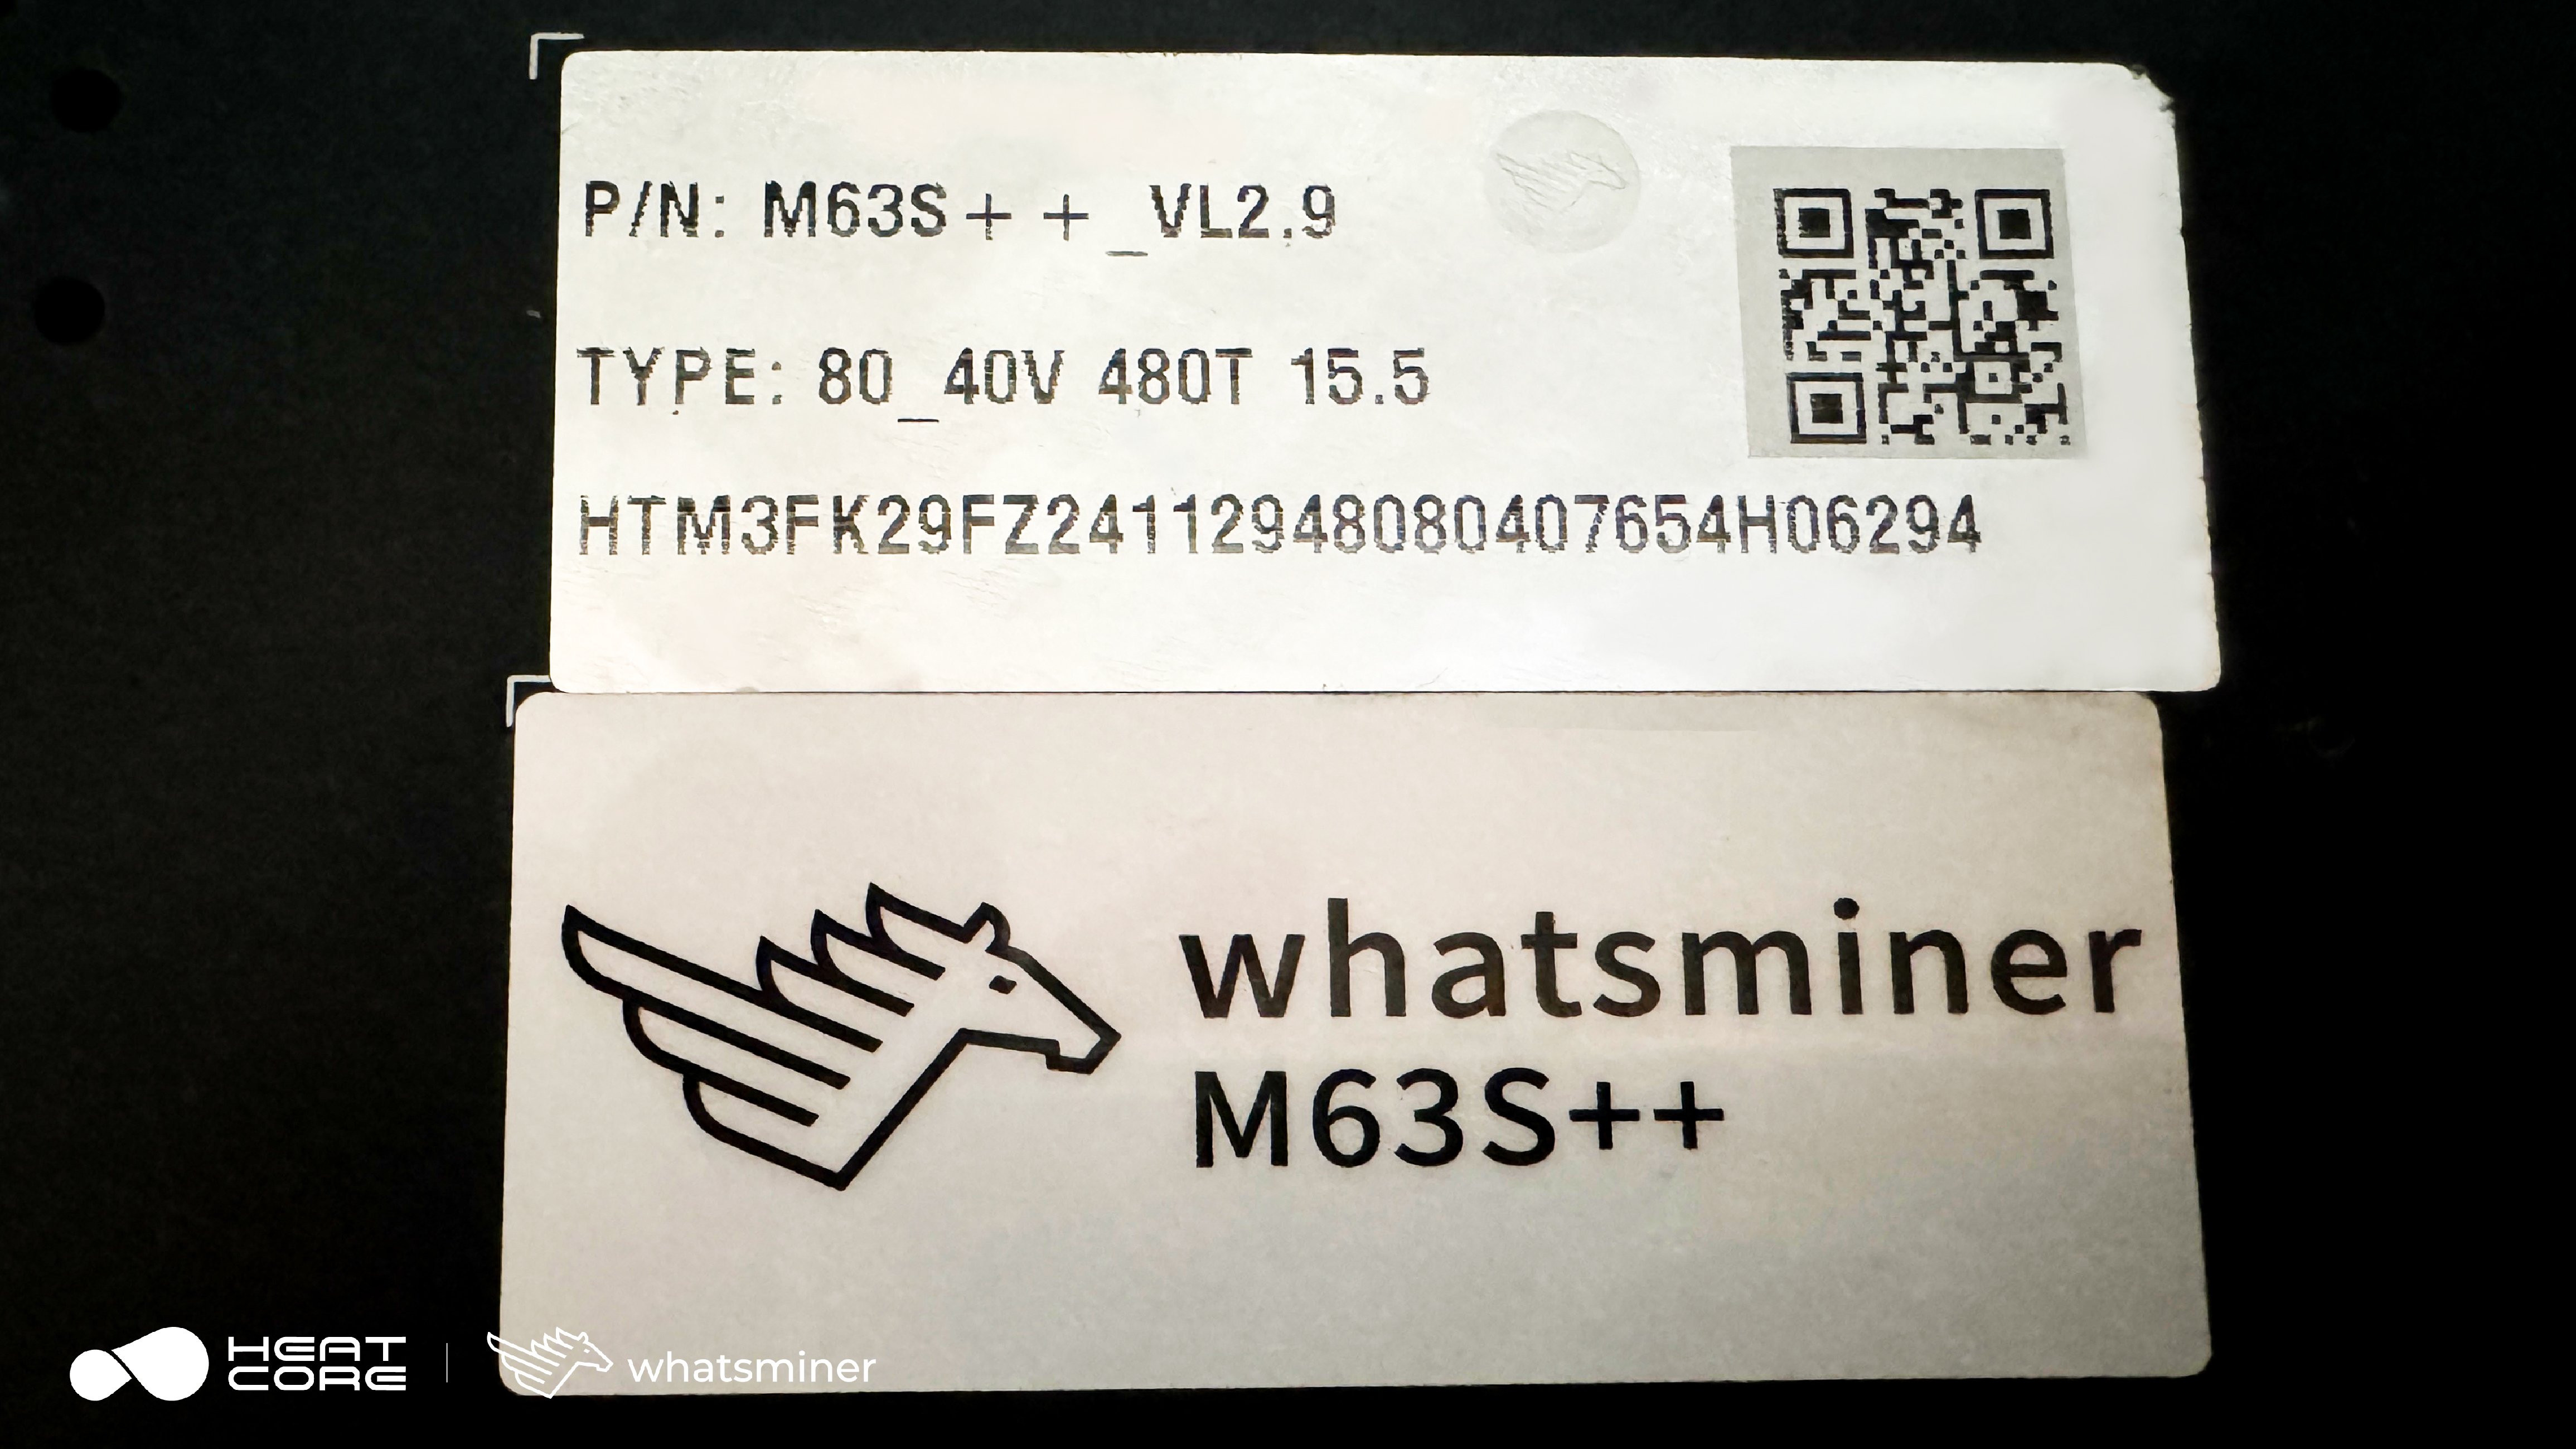 P/N: M63S++_VL2.9
TYPE: 80_40V 480T 15.5
HTM3FK29FZ24112948080407654H06294
whatsminer
M63S++
HEAT
CORE
whatsminer